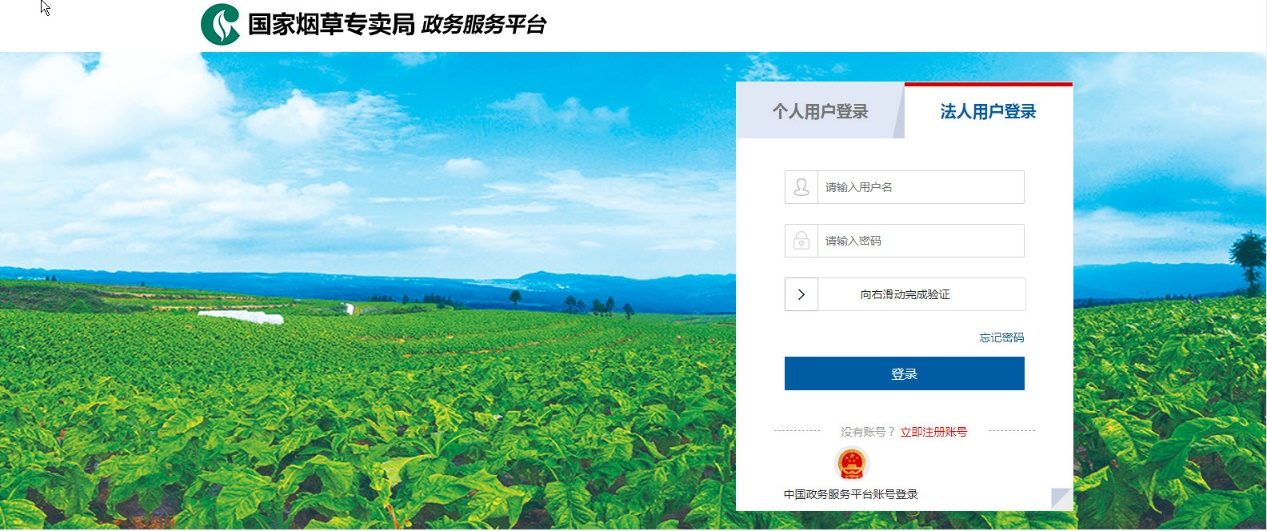 国家烟草专卖局 政务服务平台
个人用户登录 法人用户登录
请输入用户名
请输入密码
向右滑动完成验证
忘记密码
登录
没有账号？立即注册账号
中国政务服务平台账号登录